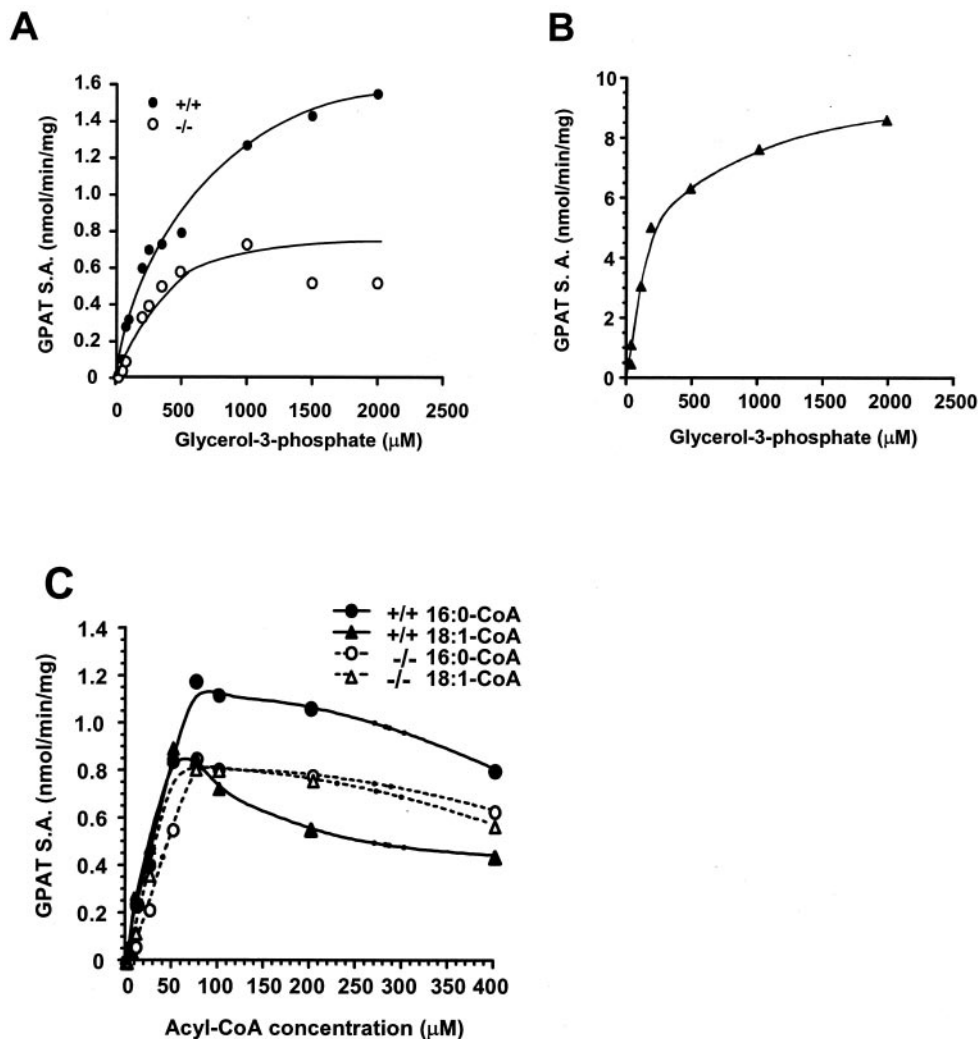 A
GPAT S.A. (nmol/min/mg)
1.6
1.4
1.2
1.0
0.8
0.6
0.4
0.2
0
+/+
-/-
0 500 1000 1500 2000 2500
Glycerol-3-phosphate (μM)
B
GPAT S. A. (nmol/min/mg)
10
8
6
4
2
0
0 500 1000 1500 2000 2500
Glycerol-3-phosphate (μM)
C
GPAT S.A. (nmol/min/mg)
1.4
1.2
1.0
0.8
0.6
0.4
0.2
0
+/+ 16:0-CoA
+/+ 18:1-CoA
-/- 16:0-CoA
-/- 18:1-CoA
0 50 100 150 200 250 300 350 400
Acyl-CoA concentration (μM)